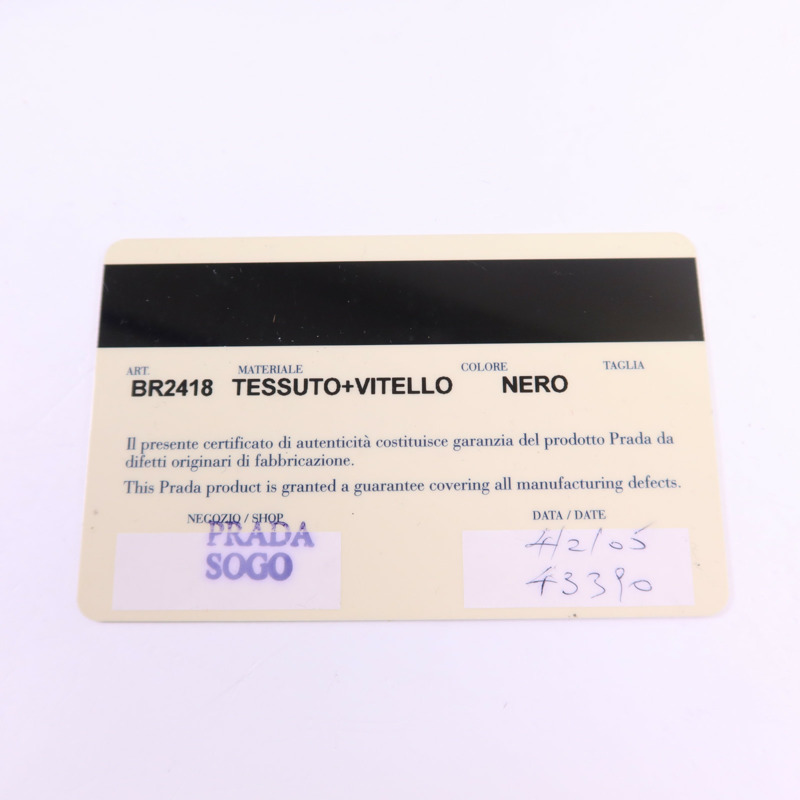 ART. MATERIALE COLORE TAGLIA
BR2418 TESSUTO+VITELLO NERO
Il presente certificato di autenticità costituisce garanzia del prodotto Prada da
difetti originari di fabbricazione.
This Prada product is granted a guarantee covering all manufacturing defects.
NEGOZIO / SHOP DATA / DATE
PRADA 4/2/05
SOGO 43390